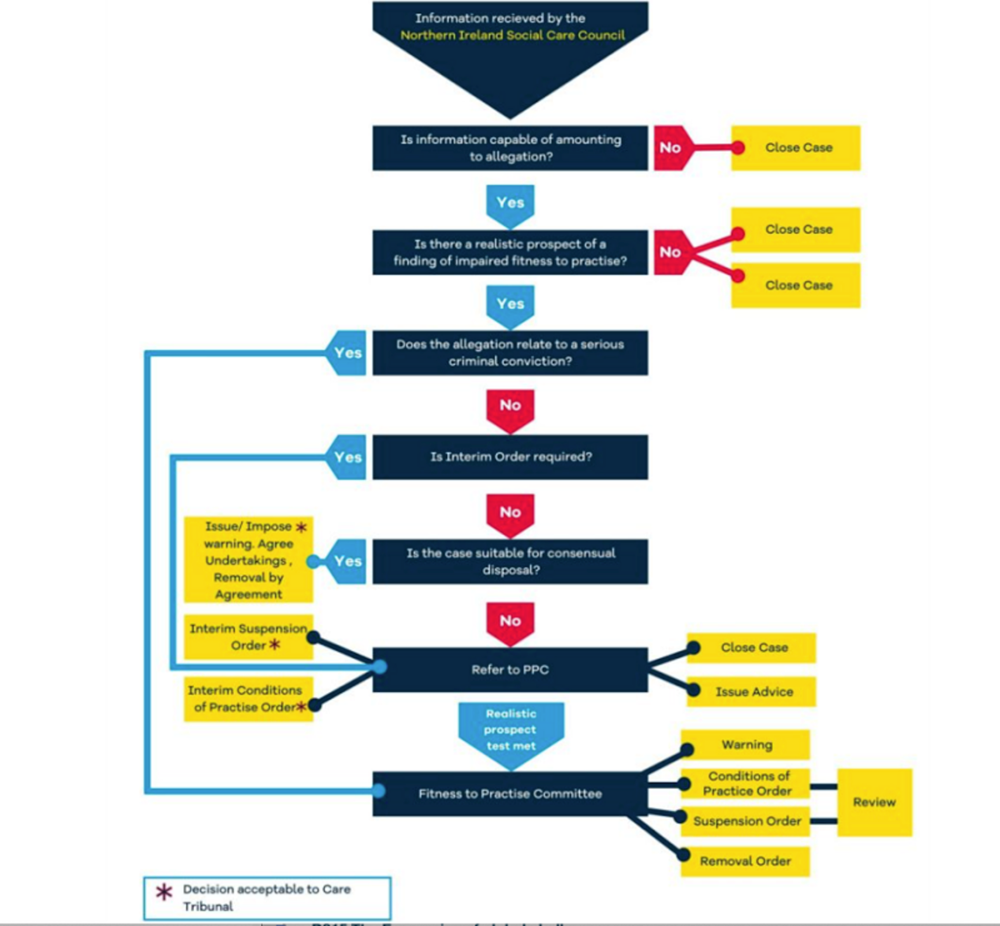 Information recieved by the
Northern Ireland Social Care Council
Is information capable of amounting
to allegation?
No
Close Case
Yes
Is there a realistic prospect of a
finding of impaired fitness to practise?
No
Close Case
Close Case
Yes
Does the allegation relate to a serious
criminal conviction?
Yes
No
Is Interim Order required?
Yes
No
Is the case suitable for consensual
disposal?
Yes
Issue/ Impose *
warning. Agree
Undertakings ,
Removal by
Agreement
No
Interim Suspension
Order *
Refer to PPC
Interim Conditions
of Practise Order*
Close Case
Issue Advice
Realistic
prospect
test met
Fitness to Practise Committee
Warning
Conditions of
Practice Order
Suspension Order
Removal Order
Review
* Decision acceptable to Care
Tribunal